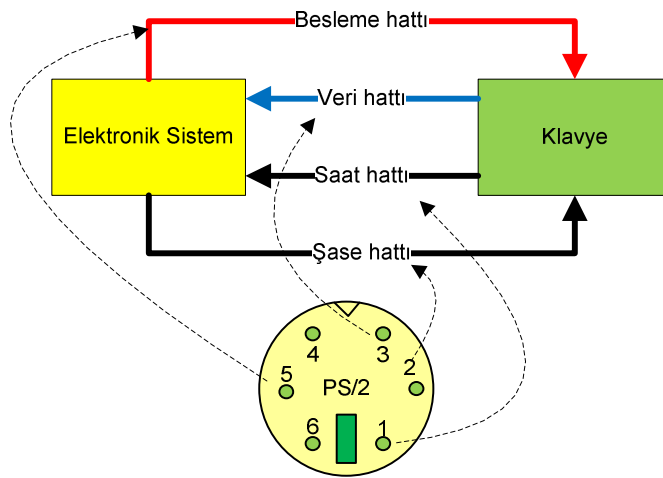 Besleme hattı
Elektronik Sistem
Veri hattı
Klavye
Saat hattı
Şase hattı
4
3
5
PS/2
2
6
1